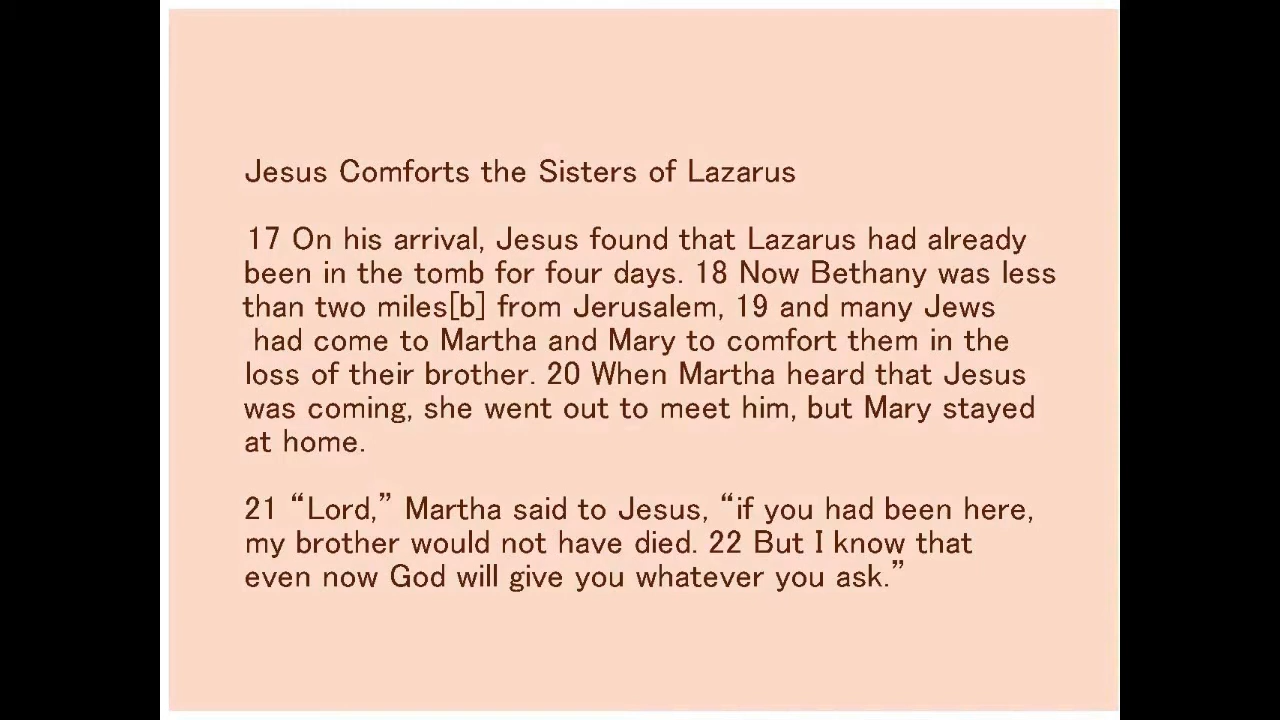 Jesus Comforts the Sisters of Lazarus
17 On his arrival, Jesus found that Lazarus had already
been in the tomb for four days. 18 Now Bethany was less
than two miles[b] from Jerusalem, 19 and many Jews
had come to Martha and Mary to comfort them in the
loss of their brother. 20 When Martha heard that Jesus
was coming, she went out to meet him, but Mary stayed
at home.
21 “Lord,” Martha said to Jesus, “if you had been here,
my brother would not have died. 22 But I know that
even now God will give you whatever you ask.”